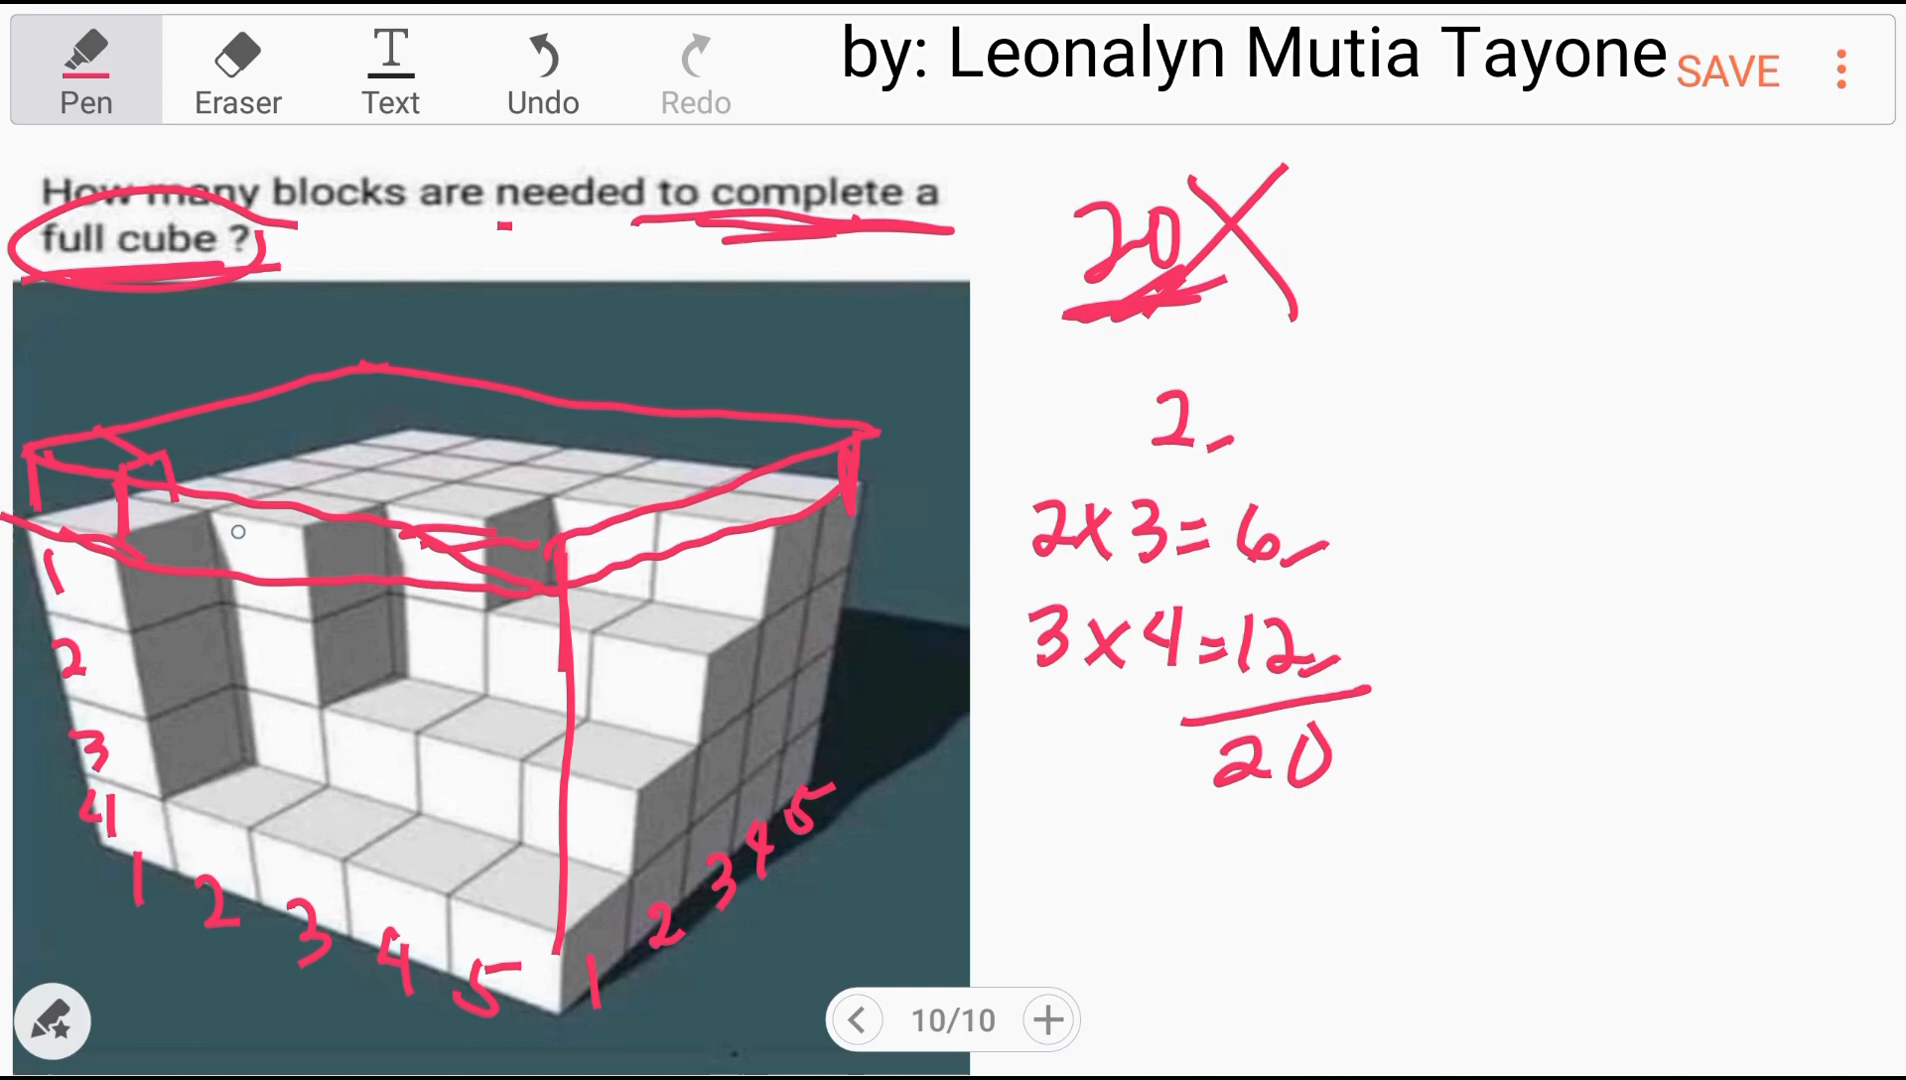 Pen
Eraser
Text
Undo
Redo
by: Leonalyn Mutia Tayone
SAVE
How many blocks are needed to complete a
full cube ?
20
2
2x3=6
3x4=12
20
1
2
3
4
1
2
3
4
5
1
2
3
4
5
10/10